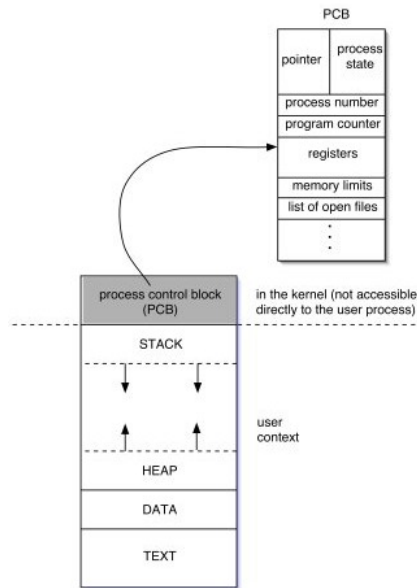 PCB
pointer
process
state
process number
program counter
registers
memory limits
list of open files
process control block
(PCB)
in the kernel (not accessible
directly to the user process)
STACK
user
context
HEAP
DATA
TEXT